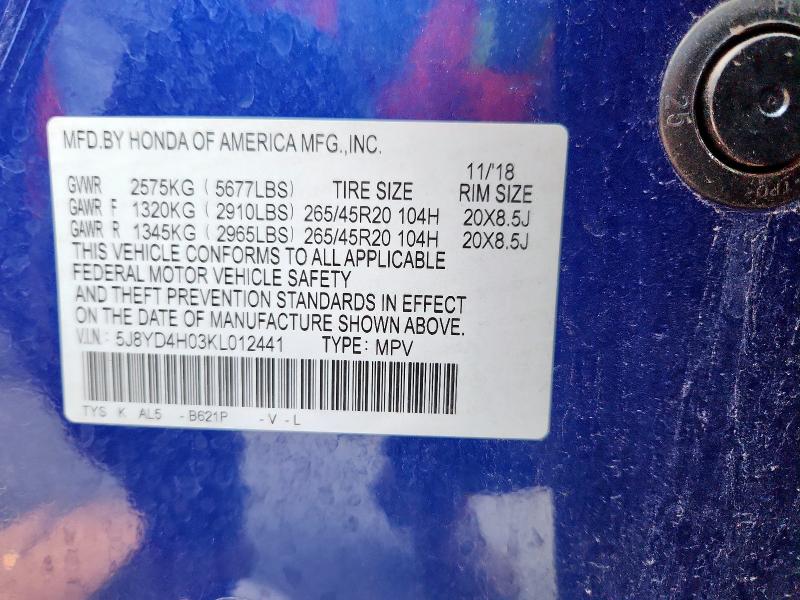 MFD.BY HONDA OF AMERICA MFG.,INC.
11/'18
GVWR 2575KG ( 5677LBS) TIRE SIZE RIM SIZE
GAWR F 1320KG ( 2910LBS) 265/45R20 104H 20X8.5J
GAWR R 1345KG ( 2965LBS) 265/45R20 104H 20X8.5J
THIS VEHICLE CONFORMS TO ALL APPLICABLE
FEDERAL MOTOR VEHICLE SAFETY
AND THEFT PREVENTION STANDARDS IN EFFECT
ON THE DATE OF MANUFACTURE SHOWN ABOVE.
V.I.N: 5J8YD4H03KL012441 TYPE: MPV
TYS K AL5 -B621P -V -L